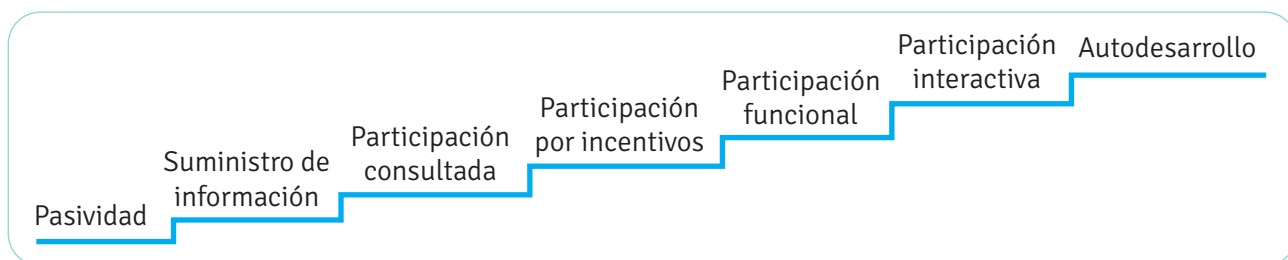 Pasividad
Suministro de
información
Participación
consultada
Participación
por incentivos
Participación
funcional
Participación
interactiva
Autodesarrollo